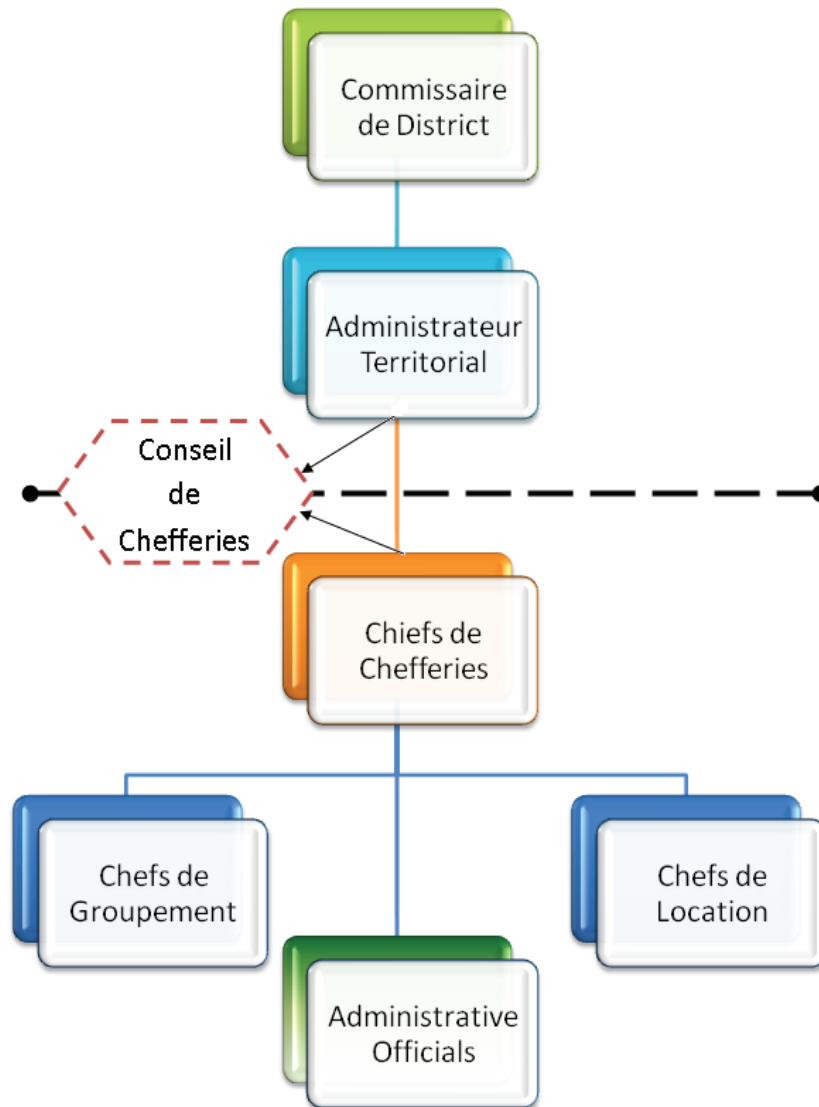 Commissaire
de District
Administrateur
Territorial
Conseil
de
Chefferies
Chiefs de
Chefferies
Chefs de
Groupement
Chefs de
Location
Administrative
Officials